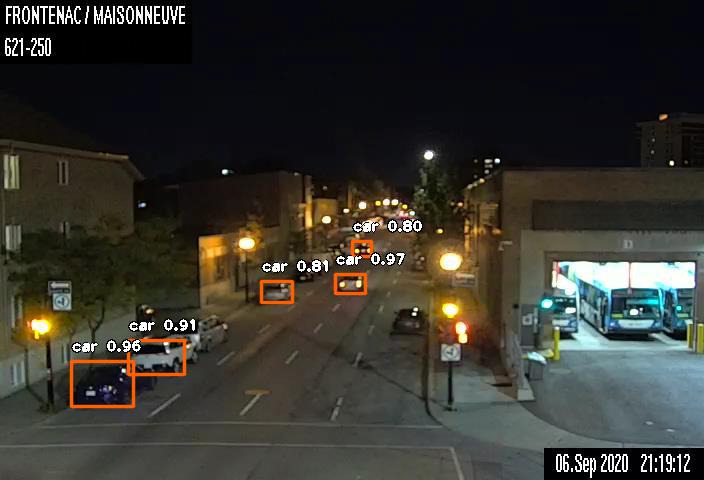 FRONTENAC / MAISONNEUVE
621-250
car 0.80
car 0.97
car 0.81
car 0.91
car 0.96
D
06.Sep 2020 21:19:12